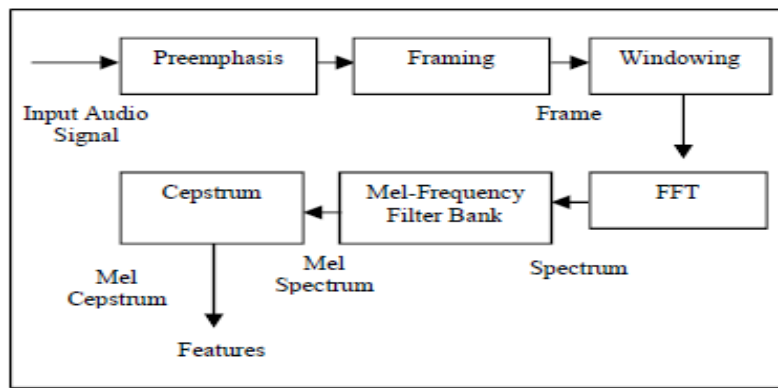 Preemphasis
Framing
Windowing
Input Audio
Signal
Frame
Cepstrum
Mel-Frequency
Filter Bank
FFT
Mel
Cepstrum
Mel
Spectrum
Spectrum
Features